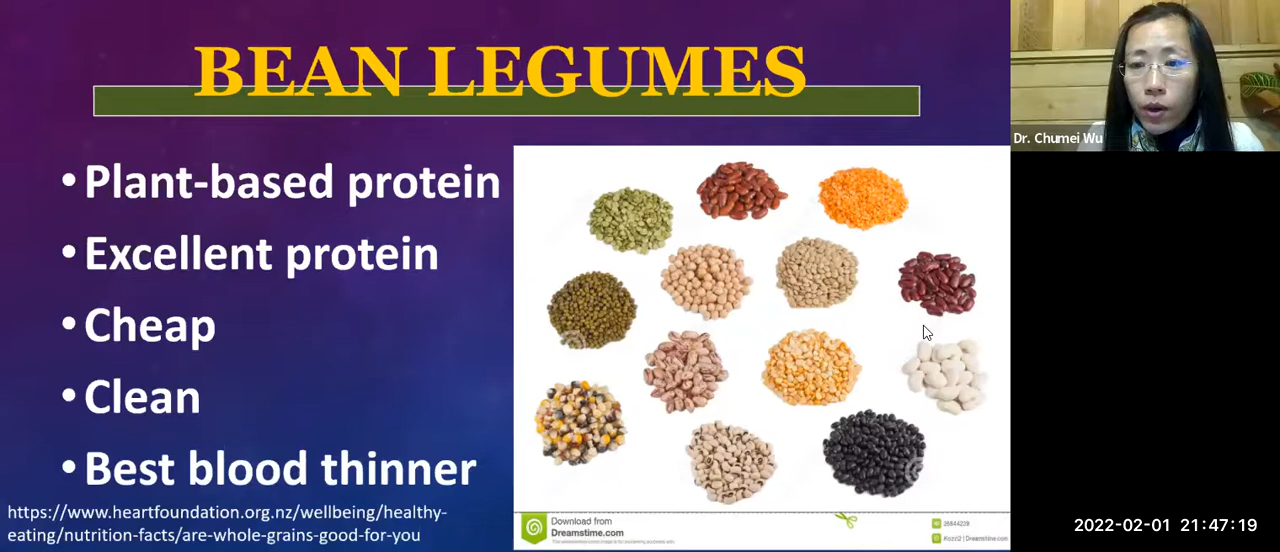 BEAN LEGUMES
• Plant-based protein
• Excellent protein
• Cheap
• Clean
• Best blood thinner
https://www.heartfoundation.org.nz/wellbeing/healthy-
eating/nutrition-facts/are-whole-grains-good-for-you
Download from
Dreamstime.com
Dr. Chumei Wu
2022-02-01 21:47:19